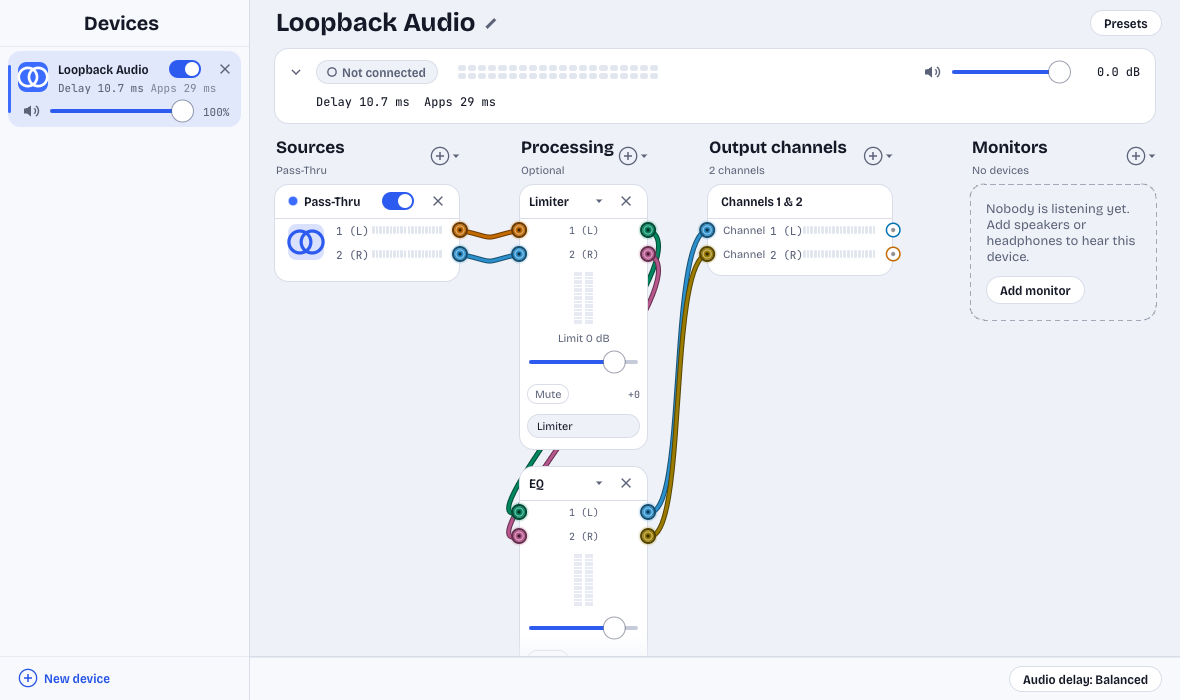 Devices
Loopback Audio
Delay 10.7 ms Apps 29 ms
100%
New device
Loopback Audio
Presets
Not connected
0.0 dB
Delay 10.7 ms Apps 29 ms
Sources
Pass-Thru
Pass-Thru
1 (L)
2 (R)
Processing
Optional
Limiter
1 (L)
2 (R)
Limit 0 dB
Mute +0
Limiter
EQ
1 (L)
2 (R)
Output channels
2 channels
Channels 1 & 2
Channel 1 (L)
Channel 2 (R)
Monitors
No devices
Nobody is listening yet.
Add speakers or
headphones to hear this
device.
Add monitor
Audio delay: Balanced